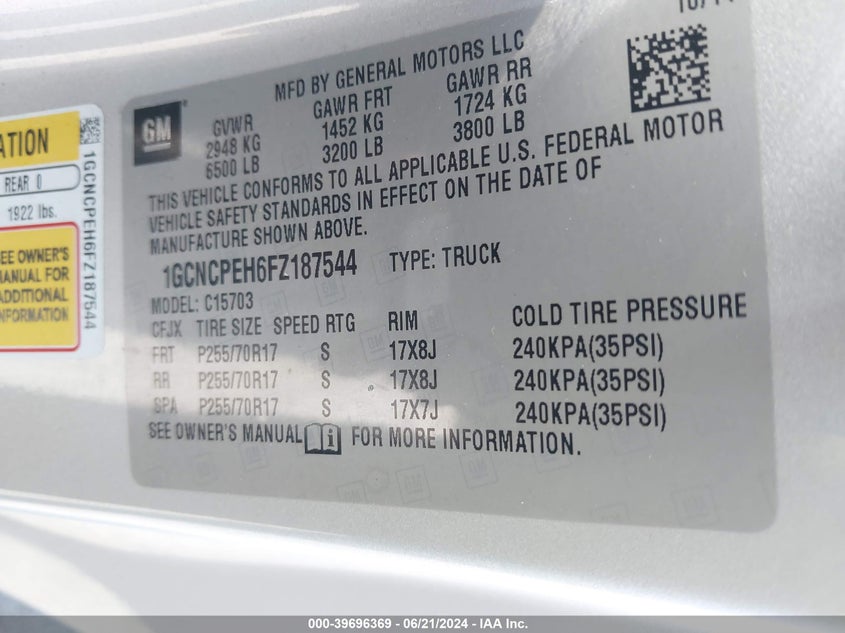 MFD BY GENERAL MOTORS LLC
GM
GVWR GAWR FRT GAWR RR
2948 KG 1452 KG 1724 KG
6500 LB 3200 LB 3800 LB
THIS VEHICLE CONFORMS TO ALL APPLICABLE U.S. FEDERAL MOTOR
VEHICLE SAFETY STANDARDS IN EFFECT ON THE DATE OF
MANUFACTURE SHOWN ABOVE.
1GCNCPEH6FZ187544 TYPE: TRUCK
MODEL: C15703
CFJX TIRE SIZE SPEED RTG RIM COLD TIRE PRESSURE
FRT P255/70R17 S 17X8J 240KPA(35PSI)
RR P255/70R17 S 17X8J 240KPA(35PSI)
SPA P255/70R17 S 17X7J 240KPA(35PSI)
SEE OWNER'S MANUAL FOR MORE INFORMATION.
ATION
REAR 0
1922 lbs.
SEE OWNER'S
MANUAL FOR
ADDITIONAL
INFORMATION
1GCNCPEH6FZ187544
000-39696369 - 06/21/2024 - IAA Inc.